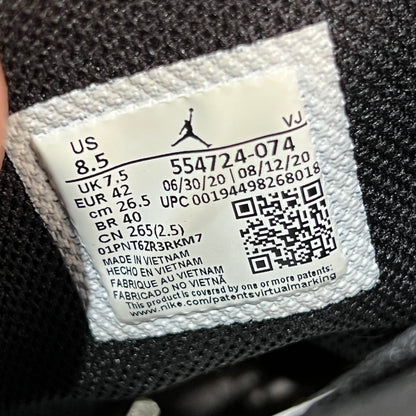 US VJ
8.5 554724-074
UK 7.5 06/30/20 | 08/12/20
EUR 42 UPC 00194498268018
cm 26.5
BR 40
CN 265(2.5)
01PNT6ZR3RKM7
MADE IN VIETNAM
HECHO EN VIETNAM
FABRIQUE AU VIETNAM
FABRICADO NO VIETNÃ
This product is covered by one or more patents:
www.nike.com/patentsvirtualmarking